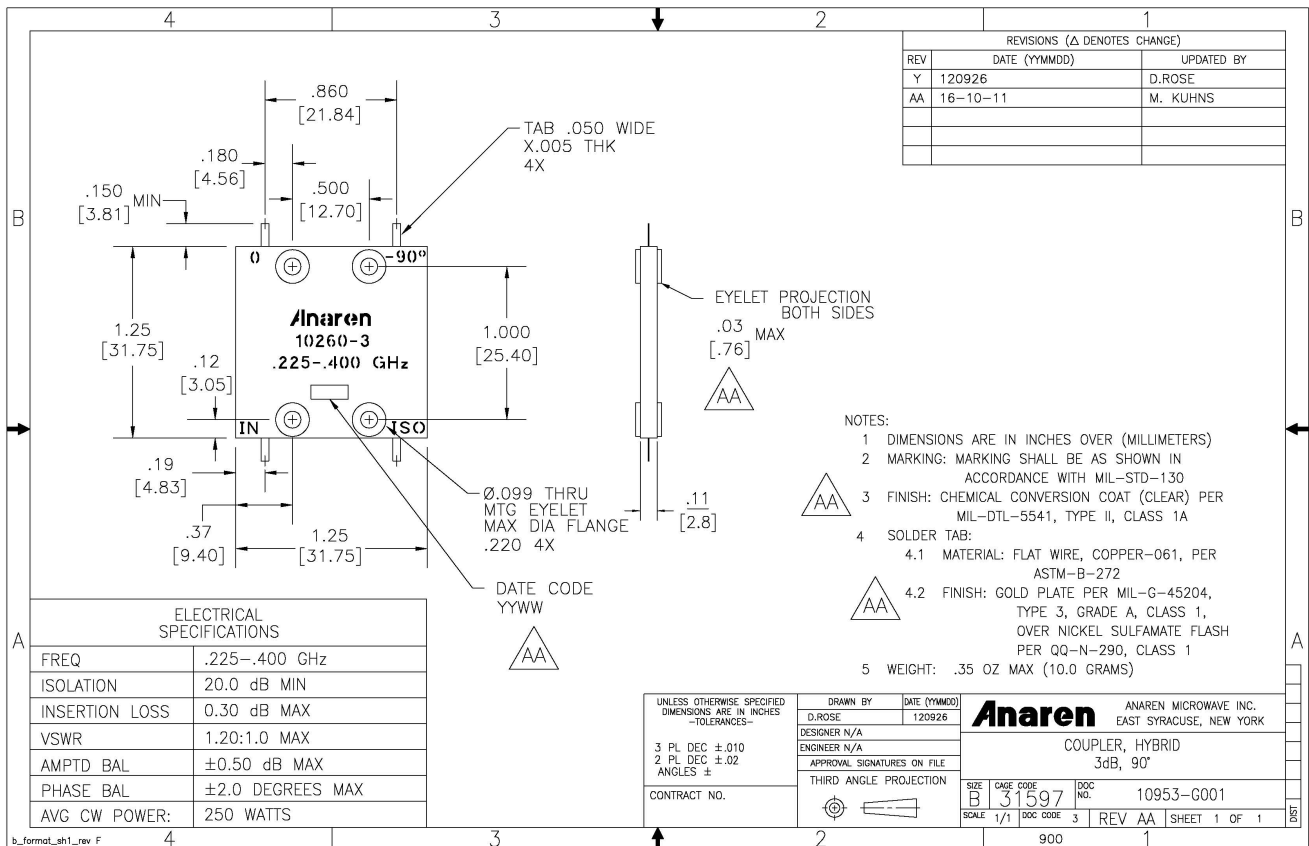 4 3 2 1
REVISIONS (Δ DENOTES CHANGE)
REV DATE (YYMMDD) UPDATED BY
Y 120926 D.ROSE
AA 16-10-11 M. KUHNS
B B
.860
[21.84]
TAB .050 WIDE
X.005 THK
4X
.180
[4.56]
.500
[12.70]
.150 MIN
[3.81]
0 -90°
Anaren
10260-3
.225-.400 GHz
IN ISO
1.25
[31.75]
.12
[3.05]
1.000
[25.40]
.19
[4.83]
.37
[9.40]
1.25
[31.75]
Ø.099 THRU
MTG EYELET
MAX DIA FLANGE
.220 4X
DATE CODE
YYWW
AA
EYELET PROJECTION
BOTH SIDES
.03 MAX
[.76]
AA
.11
[2.8]
NOTES:
1 DIMENSIONS ARE IN INCHES OVER (MILLIMETERS)
2 MARKING: MARKING SHALL BE AS SHOWN IN
ACCORDANCE WITH MIL-STD-130
AA 3 FINISH: CHEMICAL CONVERSION COAT (CLEAR) PER
MIL-DTL-5541, TYPE II, CLASS 1A
4 SOLDER TAB:
4.1 MATERIAL: FLAT WIRE, COPPER-061, PER
ASTM-B-272
AA 4.2 FINISH: GOLD PLATE PER MIL-G-45204,
TYPE 3, GRADE A, CLASS 1,
OVER NICKEL SULFAMATE FLASH
PER QQ-N-290, CLASS 1
5 WEIGHT: .35 OZ MAX (10.0 GRAMS)
A A
ELECTRICAL
SPECIFICATIONS
FREQ .225-.400 GHz
ISOLATION 20.0 dB MIN
INSERTION LOSS 0.30 dB MAX
VSWR 1.20:1.0 MAX
AMPTD BAL ±0.50 dB MAX
PHASE BAL ±2.0 DEGREES MAX
AVG CW POWER: 250 WATTS
UNLESS OTHERWISE SPECIFIED
DIMENSIONS ARE IN INCHES
-TOLERANCES-
3 PL DEC ±.010
2 PL DEC ±.02
ANGLES ±
CONTRACT NO.
DRAWN BY DATE (YYMMDD)
D.ROSE 120926
DESIGNER N/A
ENGINEER N/A
APPROVAL SIGNATURES ON FILE
THIRD ANGLE PROJECTION
Anaren
ANAREN MICROWAVE INC.
EAST SYRACUSE, NEW YORK
COUPLER, HYBRID
3dB, 90°
SIZE B CAGE CODE 31597 DOC NO. 10953-G001
SCALE 1/1 DOC CODE 3 REV AA SHEET 1 OF 1
DIST
b_format_sh1_rev F
4 3 2 900 1